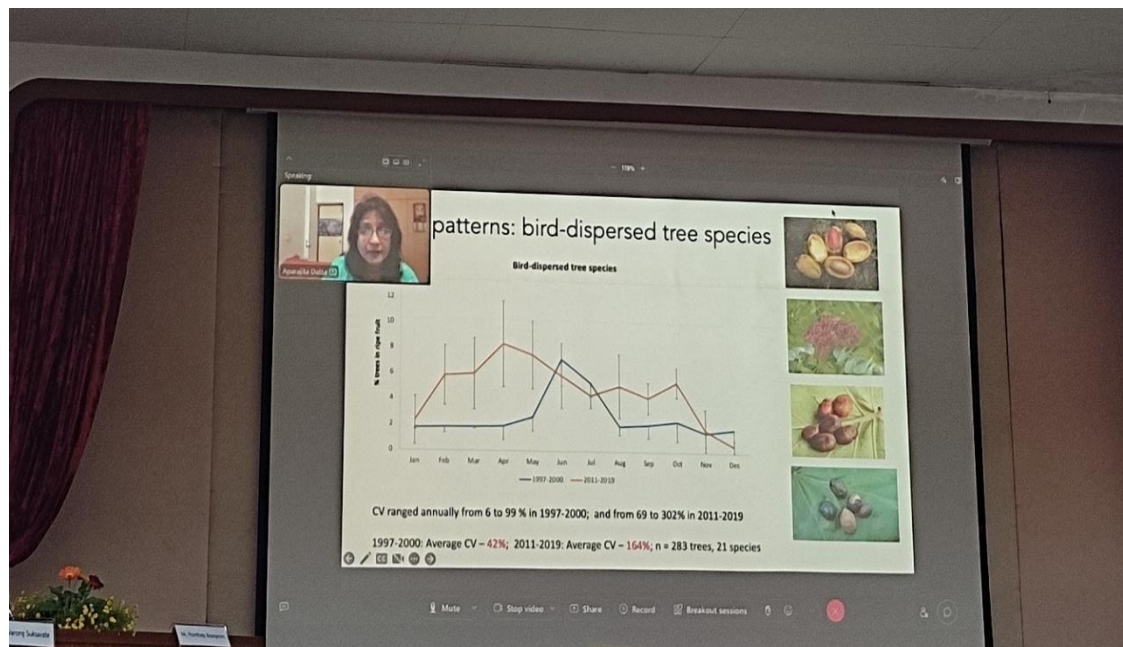 119%
Speaking:
Aparajita Datta
patterns: bird-dispersed tree species
Bird-dispersed tree species
% trees in ripe fruit
12
10
8
6
4
2
0
Jan Feb Mar Apr May Jun Jul Aug Sep Oct Nov Dec
1997-2000 2011-2019
CV ranged annually from 6 to 99 % in 1997-2000; and from 69 to 302% in 2011-2019
1997-2000: Average CV – 42%; 2011-2019: Average CV – 164%; n = 283 trees, 21 species
Mute Stop video Share Record Breakout sessions